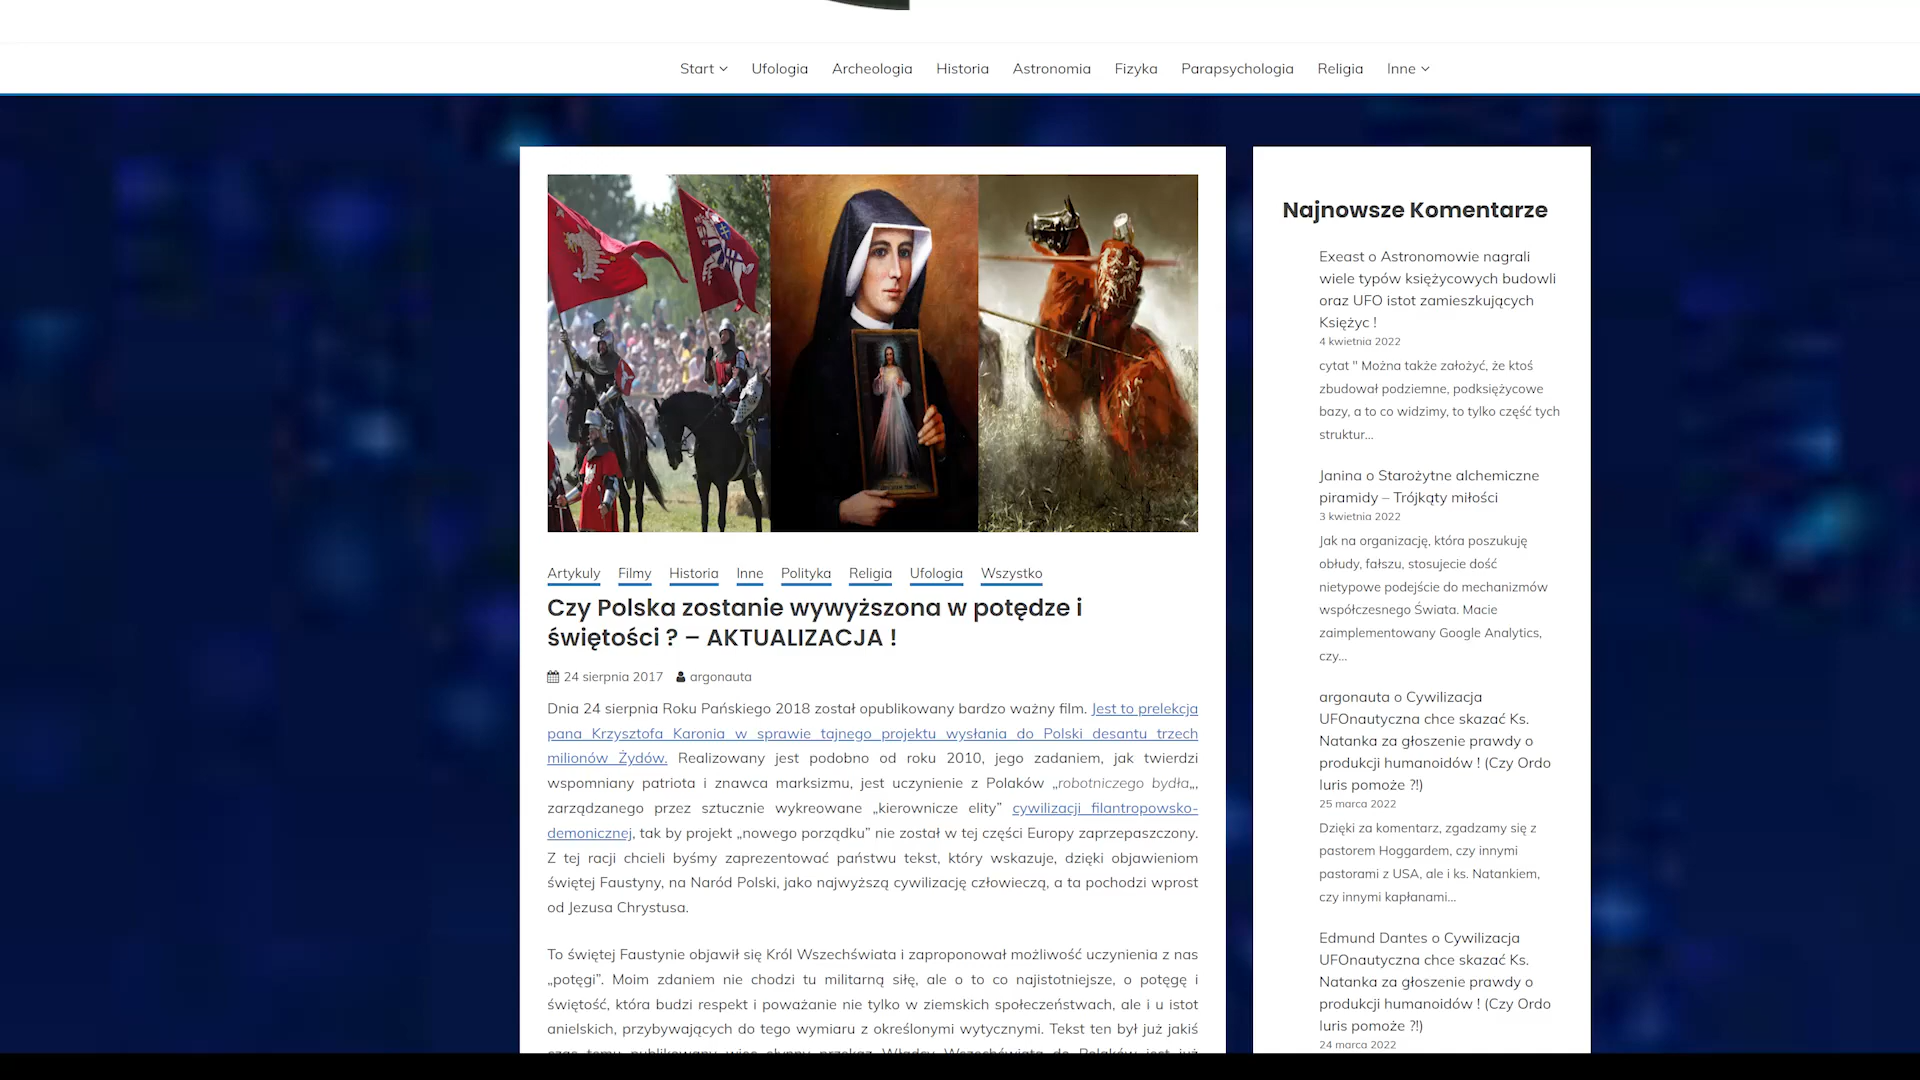 Start Ufologia Archeologia Historia Astronomia Fizyka Parapsychologia Religia Inne
Artykuly Filmy Historia Inne Polityka Religia Ufologia Wszystko
Czy Polska zostanie wywyższona w potędze i
świętości ? – AKTUALIZACJA !
24 sierpnia 2017 argonauta
Dnia 24 sierpnia Roku Pańskiego 2018 został opublikowany bardzo ważny film. Jest to prelekcja
pana Krzysztofa Karonia w sprawie tajnego projektu wysłania do Polski desantu trzech
milionów Żydów. Realizowany jest podobno od roku 2010, jego zadaniem, jak twierdzi
wspomniany patriota i znawca marksizmu, jest uczynienie z Polaków „robotniczego bydła„,
zarządzanego przez sztucznie wykreowane „kierownicze elity” cywilizacji filantropowsko-
demonicznej, tak by projekt „nowego porządku” nie został w tej części Europy zaprzepaszczony.
Z tej racji chcieli byśmy zaprezentować państwu tekst, który wskazuje, dzięki objawieniom
świętej Faustyny, na Naród Polski, jako najwyższą cywilizację człowieczą, a ta pochodzi wprost
od Jezusa Chrystusa.
To świętej Faustynie objawił się Król Wszechświata i zaproponował możliwość uczynienia z nas
„potęgi”. Moim zdaniem nie chodzi tu militarną siłę, ale o to co najistotniejsze, o potęgę i
świętość, która budzi respekt i poważanie nie tylko w ziemskich społeczeństwach, ale i u istot
anielskich, przybywających do tego wymiaru z określonymi wytycznymi. Tekst ten był już jakiś
czas temu publikowany, więc słynny przekaz Władcy Wszechświata do Polaków jest już
Najnowsze Komentarze
Exeast o Astronomowie nagrali
wiele typów księżycowych budowli
oraz UFO istot zamieszkujących
Księżyc !
4 kwietnia 2022
cytat " Można także założyć, że ktoś
zbudował podziemne, podksiężycowe
bazy, a to co widzimy, to tylko część tych
struktur...
Janina o Starożytne alchemiczne
piramidy – Trójkąty miłości
3 kwietnia 2022
Jak na organizację, która poszukuję
obłudy, fałszu, stosujecie dość
nietypowe podejście do mechanizmów
współczesnego Świata. Macie
zaimplementowany Google Analytics,
czy...
argonauta o Cywilizacja
UFOnautyczna chce skazać Ks.
Natanka za głoszenie prawdy o
produkcji humanoidów ! (Czy Ordo
Iuris pomoże ?!)
25 marca 2022
Dzięki za komentarz, zgadzamy się z
pastorem Hoggardem, czy innymi
pastorami z USA, ale i ks. Natankiem,
czy innymi kapłanami...
Edmund Dantes o Cywilizacja
UFOnautyczna chce skazać Ks.
Natanka za głoszenie prawdy o
produkcji humanoidów ! (Czy Ordo
Iuris pomoże ?!)
24 marca 2022